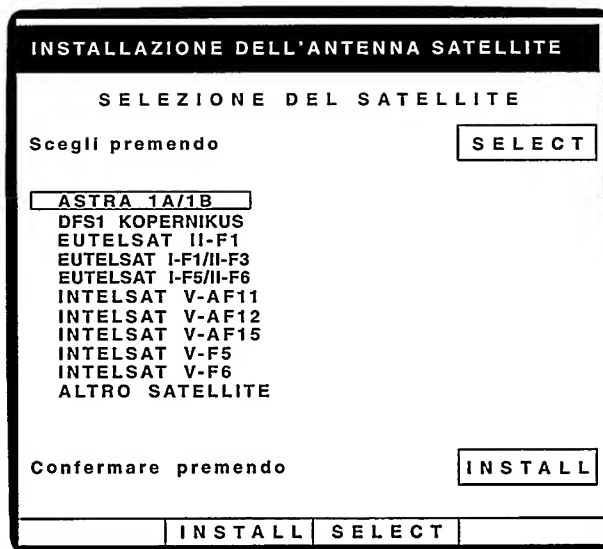 INSTALLAZIONE DELL'ANTENNA SATELLITE
SELEZIONE DEL SATELLITE
Scegli premendo SELECT
ASTRA 1A/1B
DFS1 KOPERNIKUS
EUTELSAT II-F1
EUTELSAT I-F1/II-F3
EUTELSAT I-F5/II-F6
INTELSAT V-AF11
INTELSAT V-AF12
INTELSAT V-AF15
INTELSAT V-F5
INTELSAT V-F6
ALTRO SATELLITE
Confermare premendo INSTALL
INSTALL SELECT